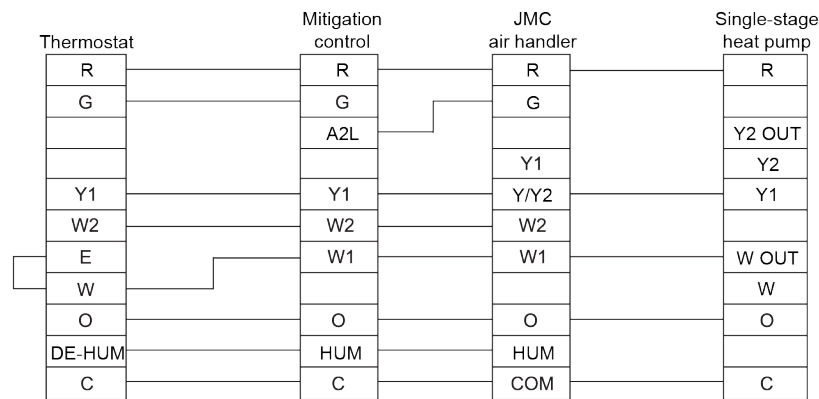 Mitigation JMC Single-stage
Thermostat control air handler heat pump
R R R R
G G G
A2L Y2 OUT
Y1 Y2
Y1 Y1 Y/Y2 Y1
W2 W2 W2
E W1 W1 W OUT
W W
O O O O
DE-HUM HUM HUM
C C COM C